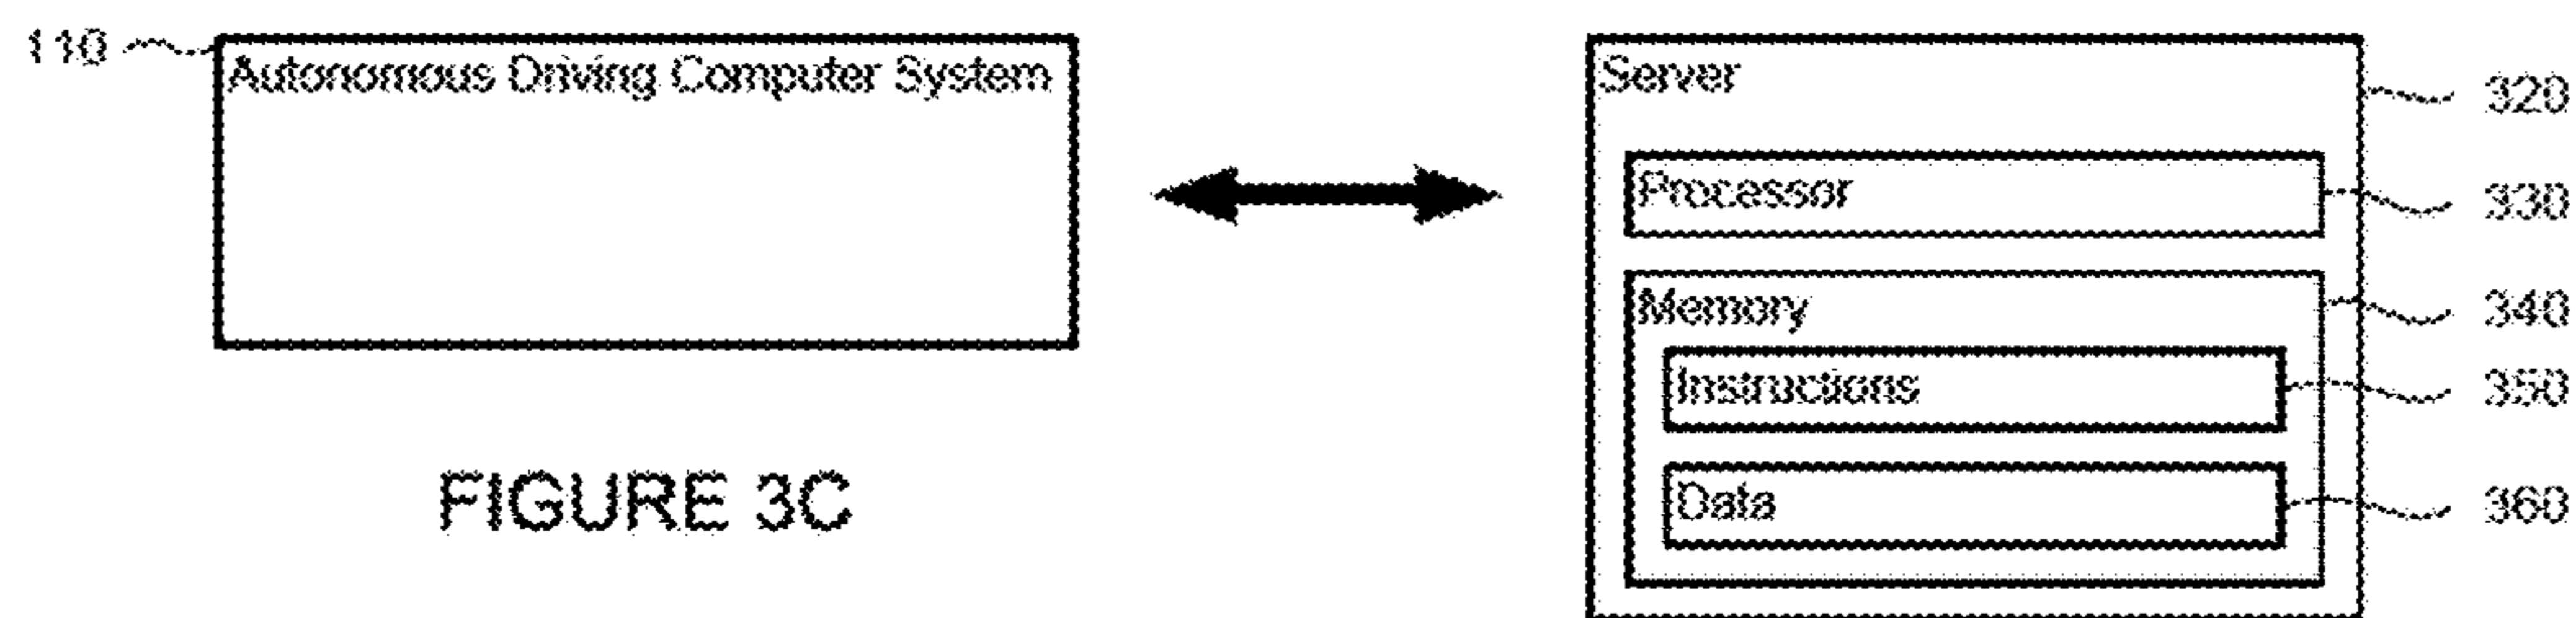 110
Autonomous Driving Computer System
Server
320
Processor
330
Memory
340
Instructions
350
Data
360
FIGURE 3C